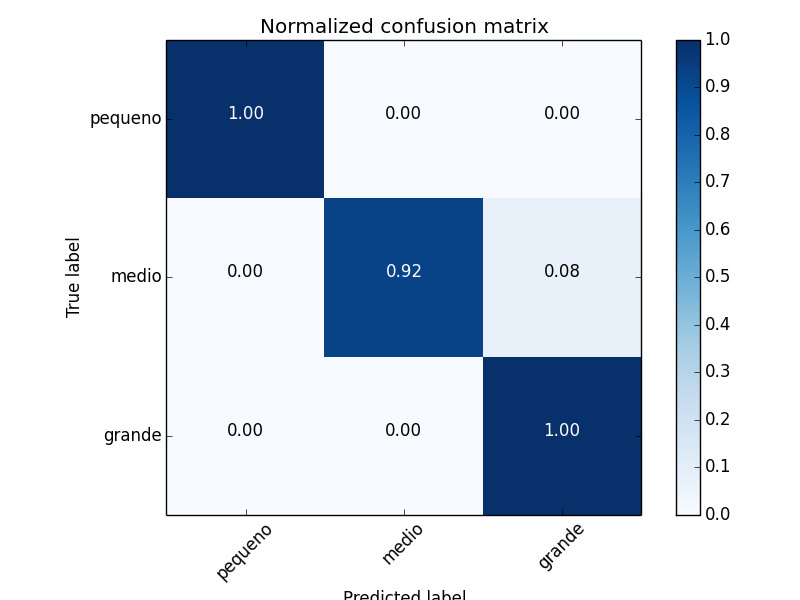 Normalized confusion matrix
pequeno 1.00 0.00 0.00
medio 0.00 0.92 0.08
grande 0.00 0.00 1.00
True label
pequeno medio grande
Predicted label
1.0
0.9
0.8
0.7
0.6
0.5
0.4
0.3
0.2
0.1
0.0